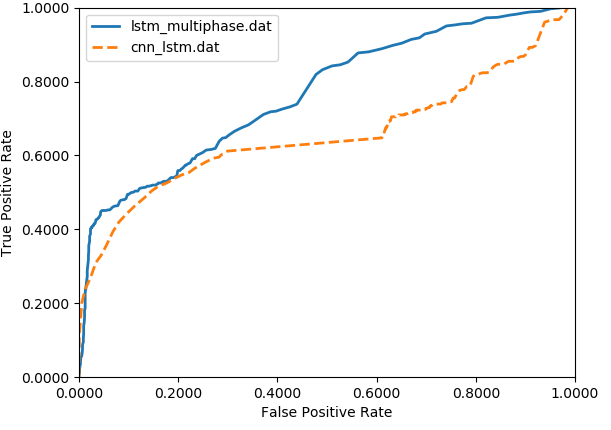 1.0000
0.8000
0.6000
0.4000
0.2000
0.0000
True Positive Rate
lstm_multiphase.dat
cnn_lstm.dat
0.0000 0.2000 0.4000 0.6000 0.8000 1.0000
False Positive Rate